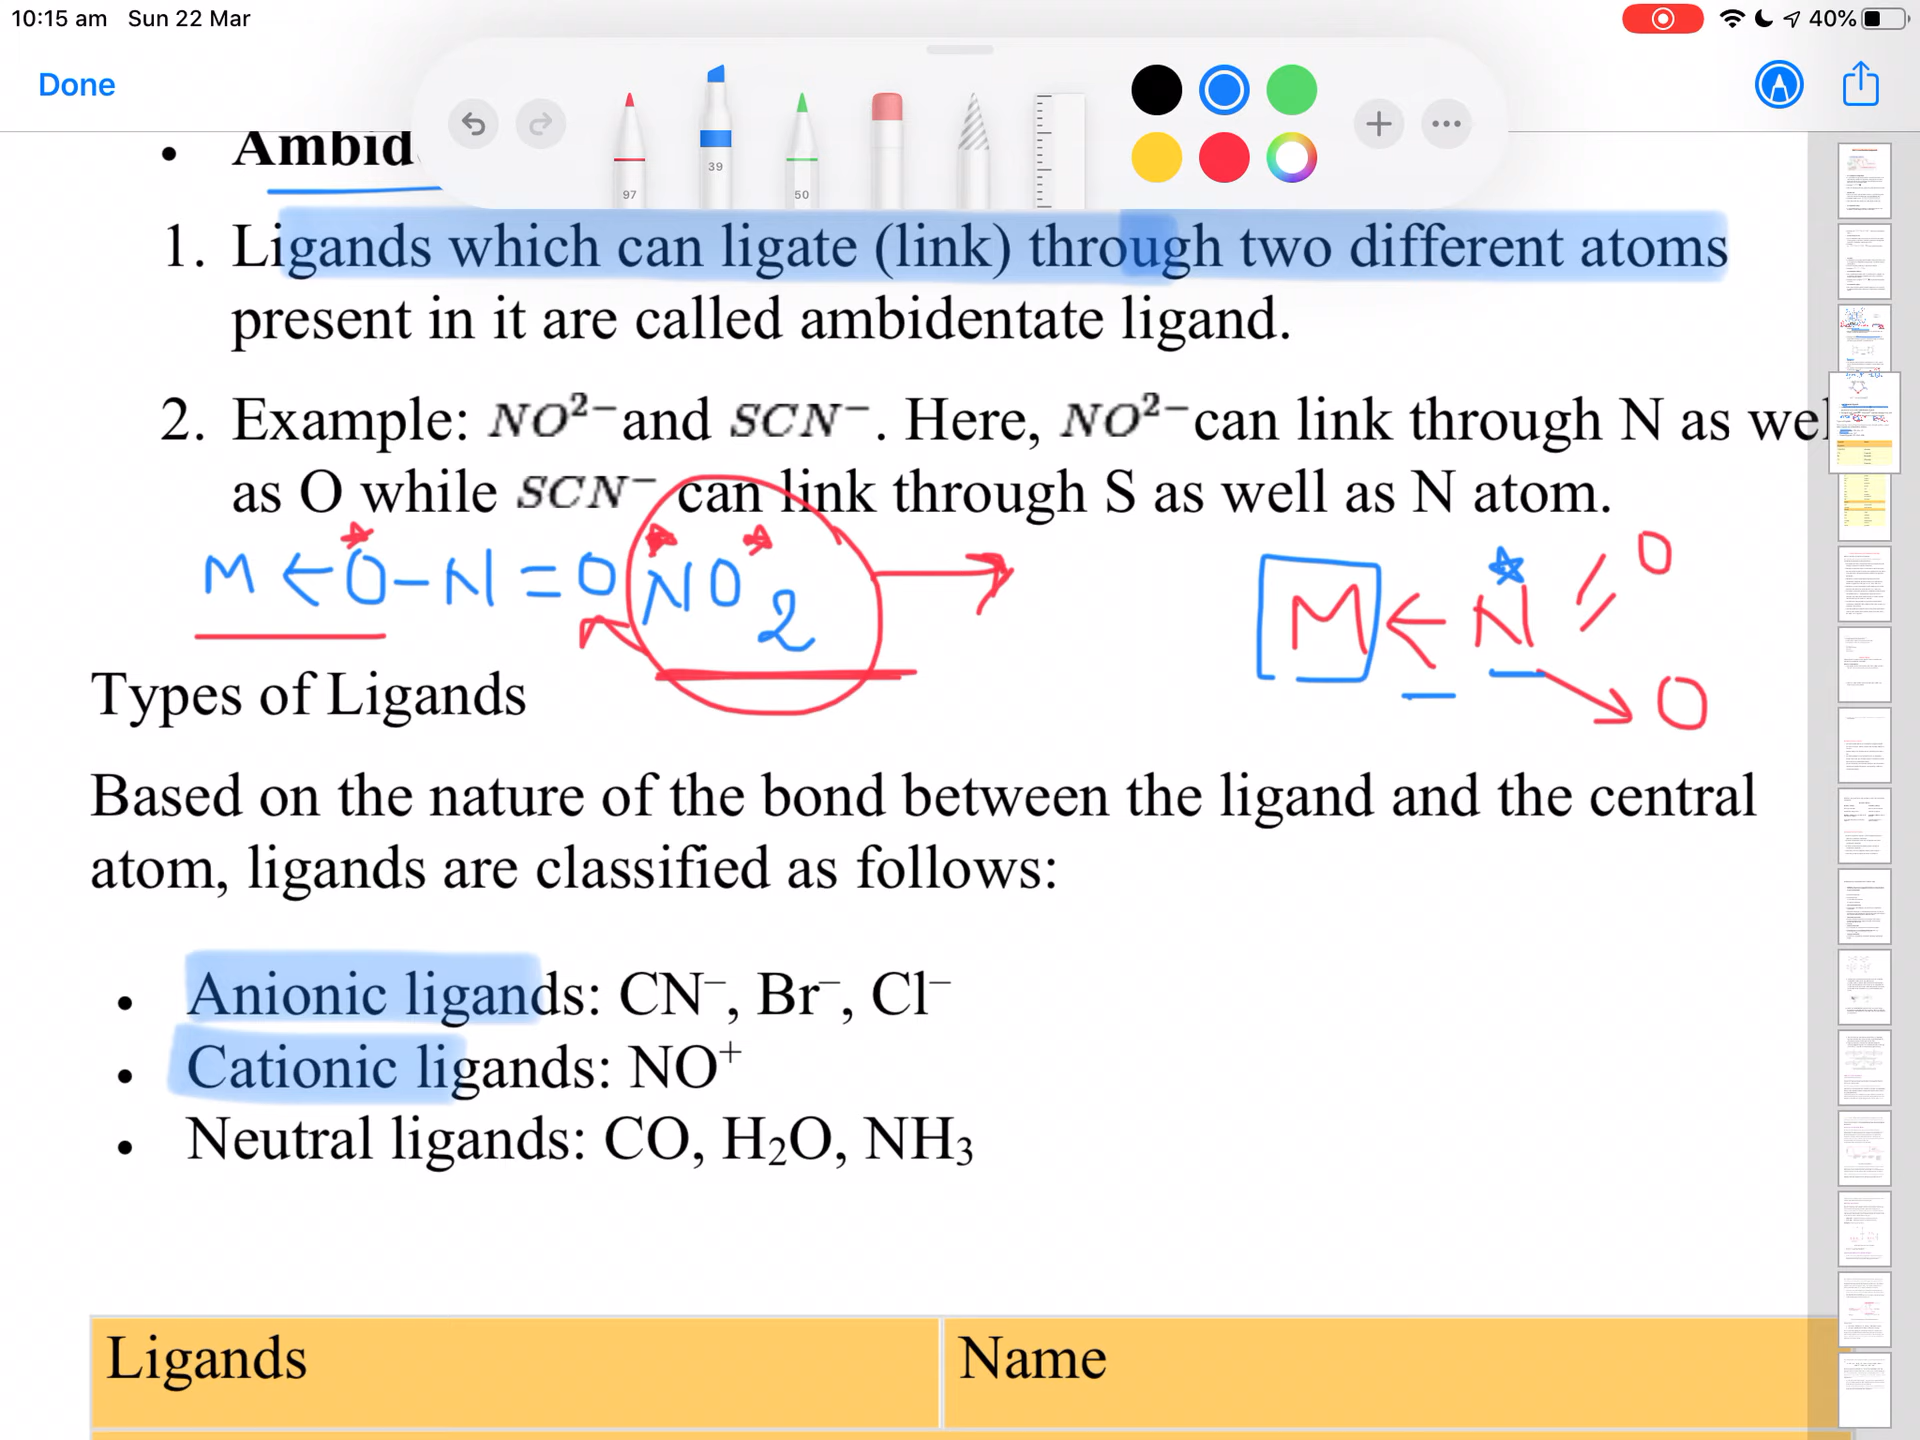 10:15 am Sun 22 Mar
40%
Done
97
39
50
• Ambid
1. Ligands which can ligate (link) through two different atoms
present in it are called ambidentate ligand.
2. Example: NO²⁻ and SCN⁻. Here, NO²⁻ can link through N as wel
as O while SCN⁻ can link through S as well as N atom.
M ← O – N = O NO₂
M ← N
O
O
Types of Ligands
Based on the nature of the bond between the ligand and the central
atom, ligands are classified as follows:
• Anionic ligands: CN⁻, Br⁻, Cl⁻
• Cationic ligands: NO⁺
• Neutral ligands: CO, H₂O, NH₃
Ligands Name